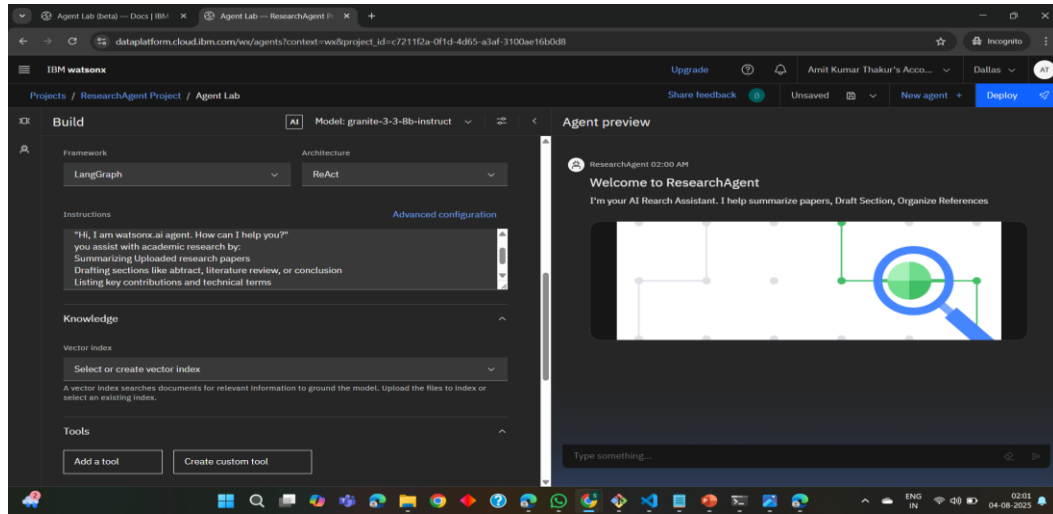 Agent Lab (beta) — Docs | IBM
Agent Lab — ResearchAgent Pr
dataplatform.cloud.ibm.com/wx/agents?context=wx&project_id=c7211f2a-0f1d-4d65-a3af-3100ae16b0d8
Incognito
IBM watsonx
Upgrade
Amit Kumar Thakur's Acco...
Dallas
AT
Projects / ResearchAgent Project / Agent Lab
Share feedback
Unsaved
New agent +
Deploy
Build
AI
Model: granite-3-3-8b-instruct
Agent preview
Framework
Architecture
LangGraph
ReAct
Instructions
Advanced configuration
"Hi, I am watsonx.ai agent. How can I help you?"
you assist with academic research by:
Summarizing Uploaded research papers
Drafting sections like abtract, literature review, or conclusion
Listing key contributions and technical terms
Knowledge
Vector index
Select or create vector index
A vector index searches documents for relevant information to ground the model. Upload the files to index or
select an existing index.
Tools
Add a tool
Create custom tool
ResearchAgent 02:00 AM
Welcome to ResearchAgent
I'm your AI Rearch Assistant. I help summarize papers, Draft Section, Organize References
Type something...
ENG
IN
02:01
04-08-2025